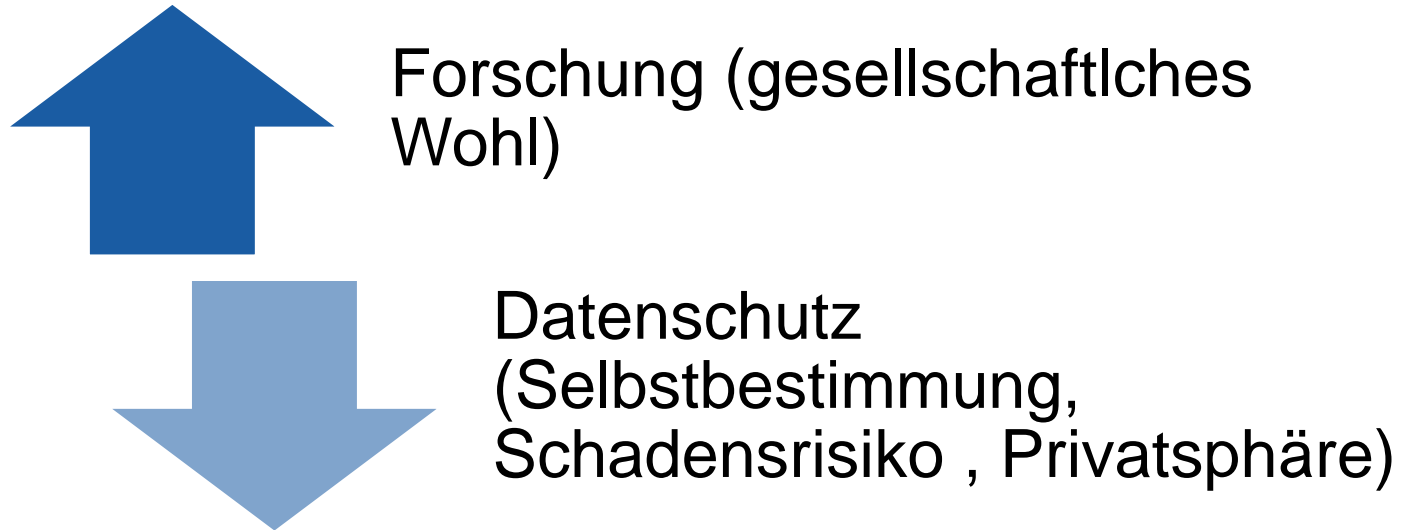 Forschung (gesellschaftlches
Wohl)
Datenschutz
(Selbstbestimmung,
Schadensrisiko , Privatsphäre)